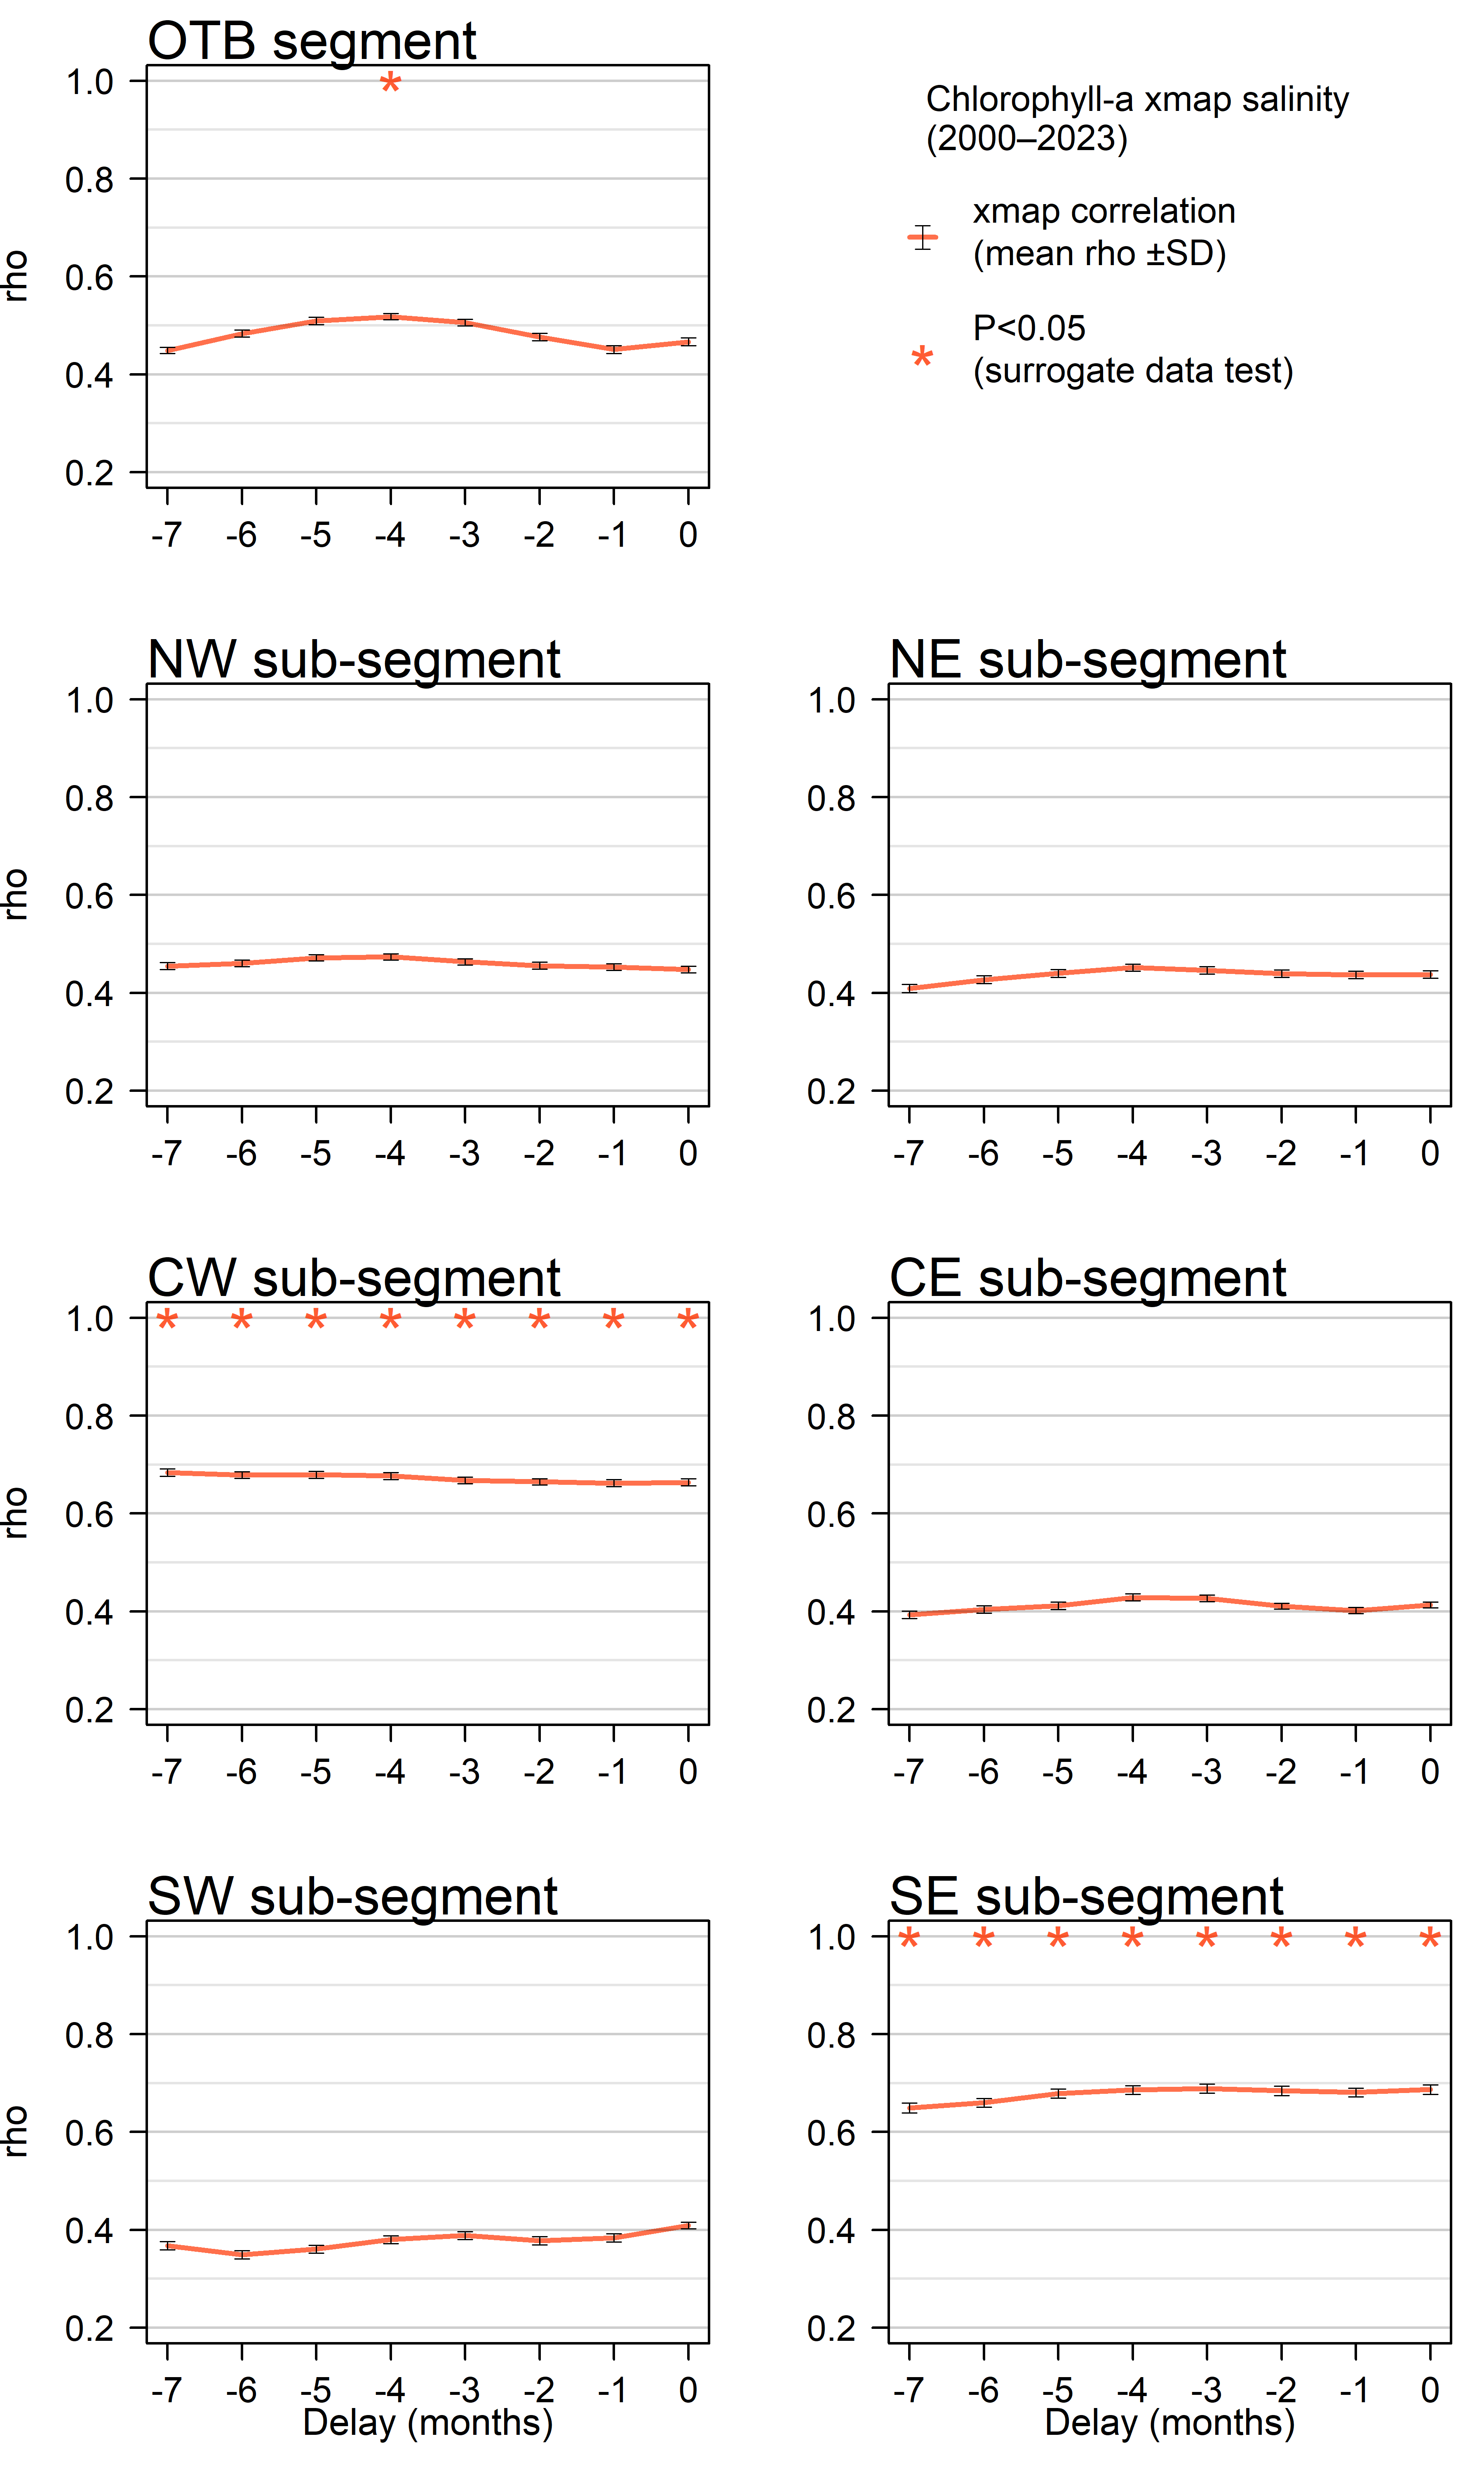 OTB segment
*
1.0
0.8
0.6
0.4
0.2
rho
-7 -6 -5 -4 -3 -2 -1 0
Chlorophyll-a xmap salinity
(2000–2023)
xmap correlation
(mean rho ±SD)
P<0.05
* (surrogate data test)
NW sub-segment
1.0
0.8
0.6
0.4
0.2
rho
-7 -6 -5 -4 -3 -2 -1 0
NE sub-segment
1.0
0.8
0.6
0.4
0.2
-7 -6 -5 -4 -3 -2 -1 0
CW sub-segment
* * * * * * * *
1.0
0.8
0.6
0.4
0.2
rho
-7 -6 -5 -4 -3 -2 -1 0
CE sub-segment
1.0
0.8
0.6
0.4
0.2
-7 -6 -5 -4 -3 -2 -1 0
SW sub-segment
1.0
0.8
0.6
0.4
0.2
rho
-7 -6 -5 -4 -3 -2 -1 0
Delay (months)
SE sub-segment
* * * * * * * *
1.0
0.8
0.6
0.4
0.2
-7 -6 -5 -4 -3 -2 -1 0
Delay (months)